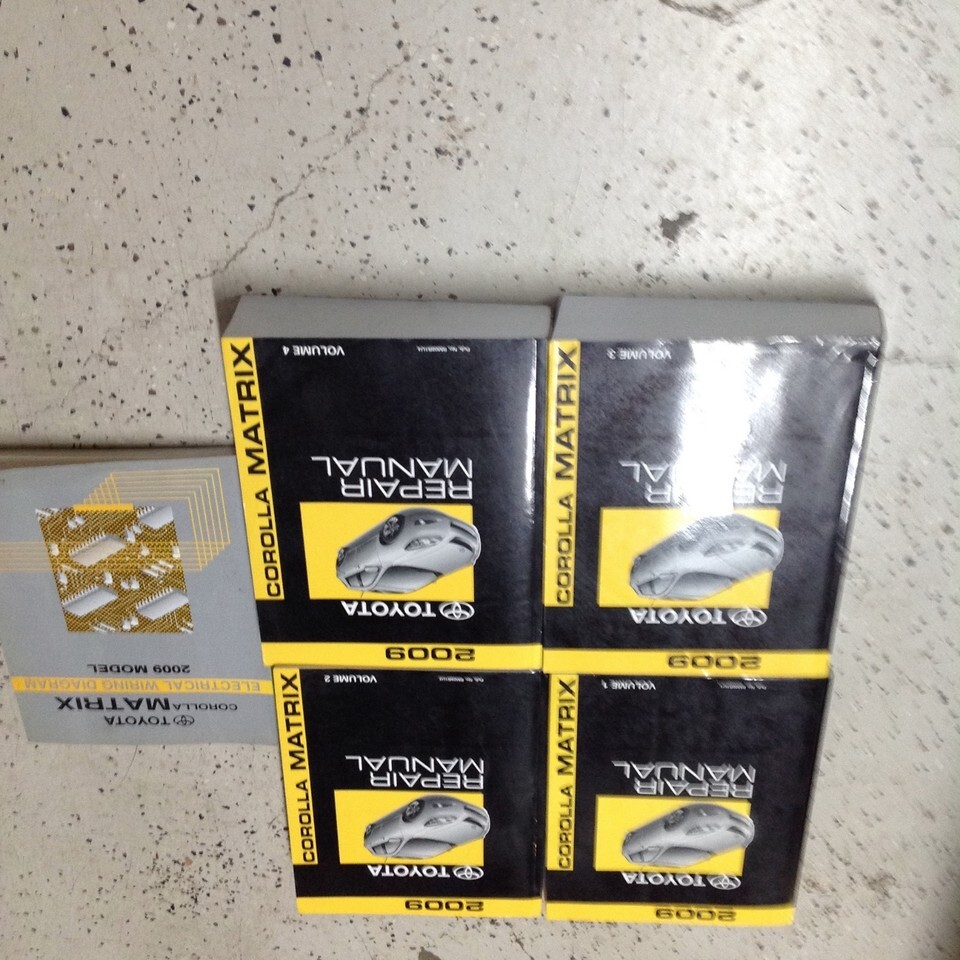 2009
TOYOTA
REPAIR
MANUAL
VOLUME 1
COROLLA MATRIX
2009
TOYOTA
REPAIR
MANUAL
VOLUME 2
COROLLA MATRIX
2009
TOYOTA
REPAIR
MANUAL
VOLUME 3
COROLLA MATRIX
2009
TOYOTA
REPAIR
MANUAL
VOLUME 4
COROLLA MATRIX
TOYOTA
COROLLA MATRIX
ELECTRICAL WIRING DIAGRAM
2009 MODEL